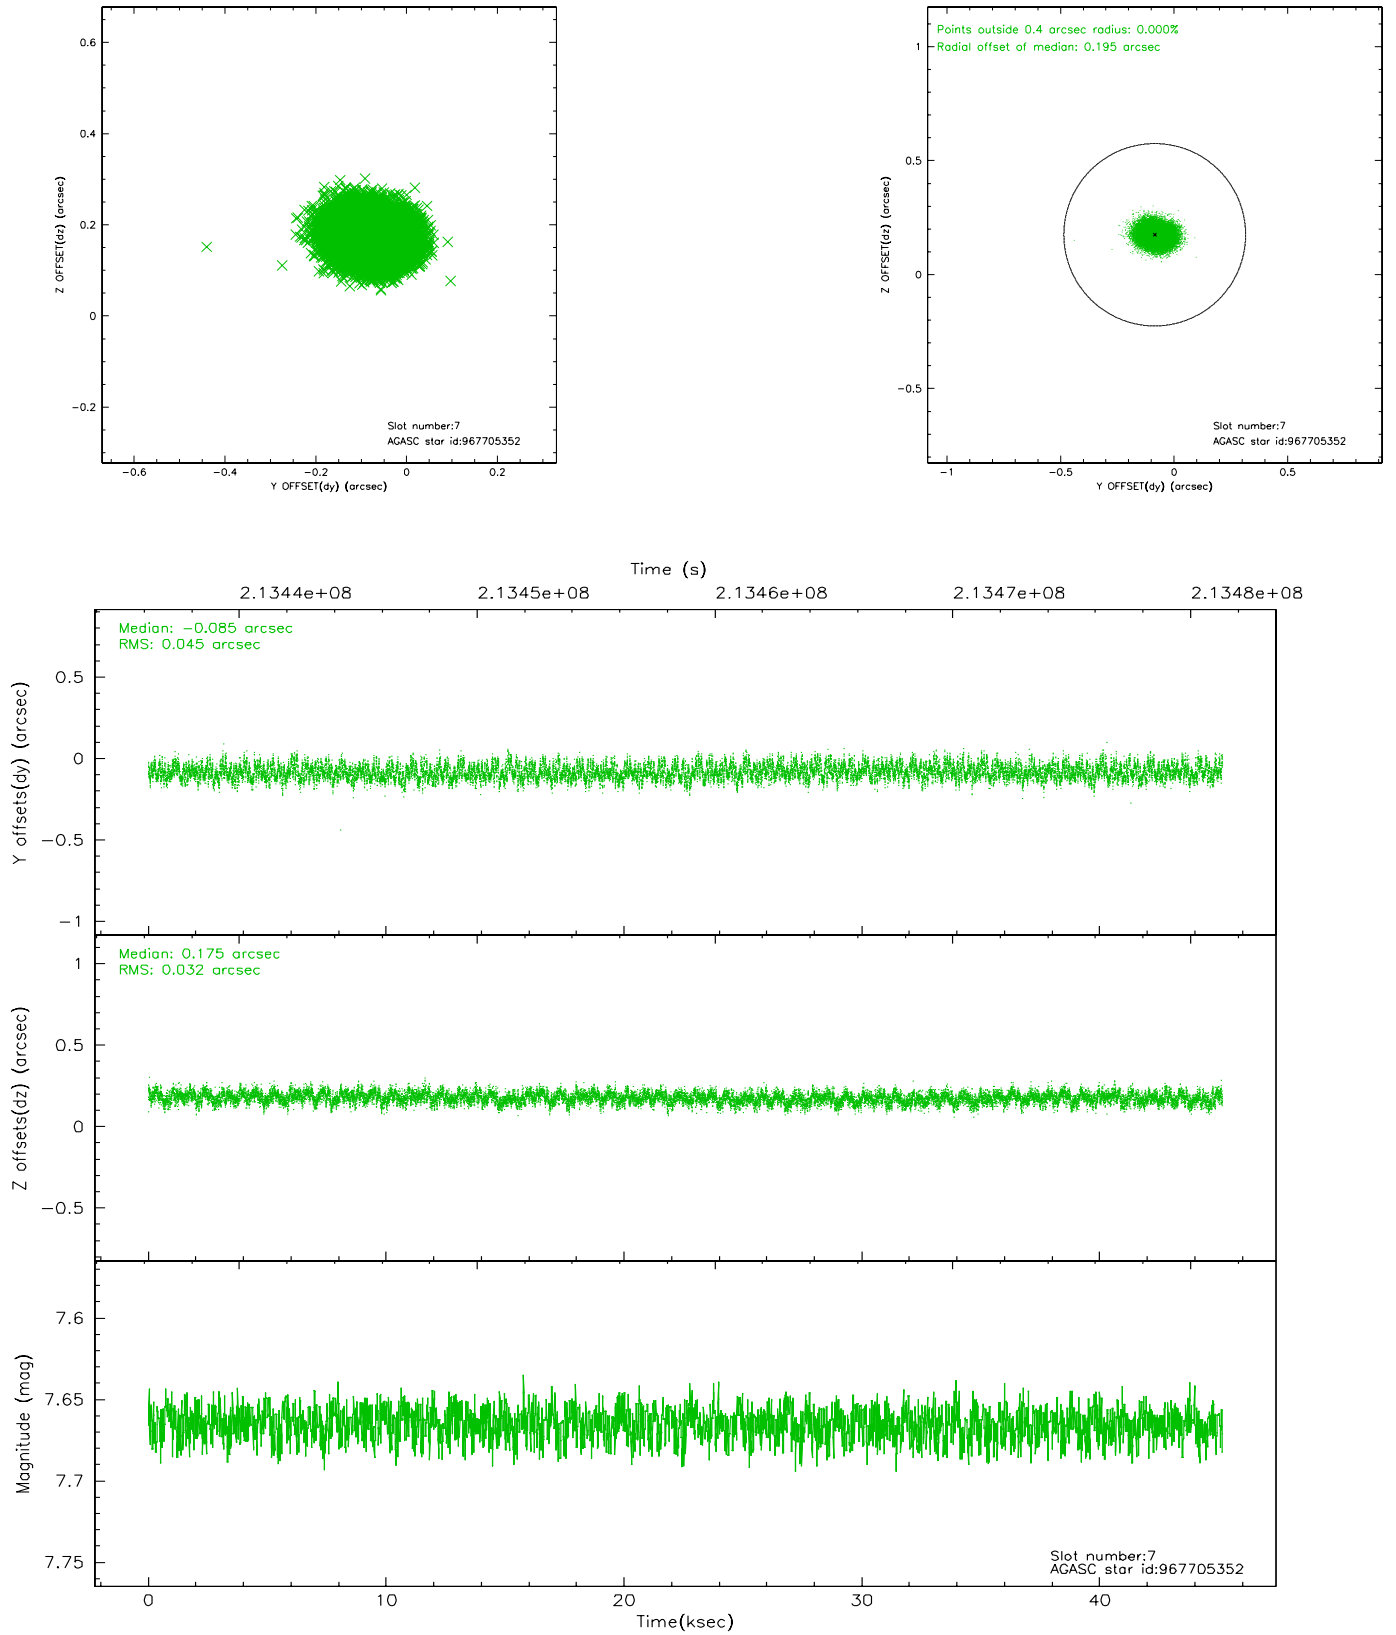 0.6
0.4
0.2
0
−0.2
Z OFFSET(dz) (arcsec)
Slot number:7
AGASC star id:967705352
−0.6
−0.4
−0.2
0
0.2
Y OFFSET(dy) (arcsec)
Points outside 0.4 arcsec radius: 0.000%
Radial offset of median: 0.195 arcsec
1
0.5
0
−0.5
Z OFFSET(dz) (arcsec)
Slot number:7
AGASC star id:967705352
−1
−0.5
0
0.5
Y OFFSET(dy) (arcsec)
Time (s)
2.1344e+08
2.1345e+08
2.1346e+08
2.1347e+08
2.1348e+08
Median: −0.085 arcsec
RMS: 0.045 arcsec
0.5
0
−0.5
−1
Y offsets(dy) (arcsec)
Median: 0.175 arcsec
RMS: 0.032 arcsec
1
0.5
0
−0.5
Z offsets(dz) (arcsec)
7.6
7.65
7.7
7.75
Magnitude (mag)
Slot number:7
AGASC star id:967705352
0
10
20
30
40
Time(ksec)